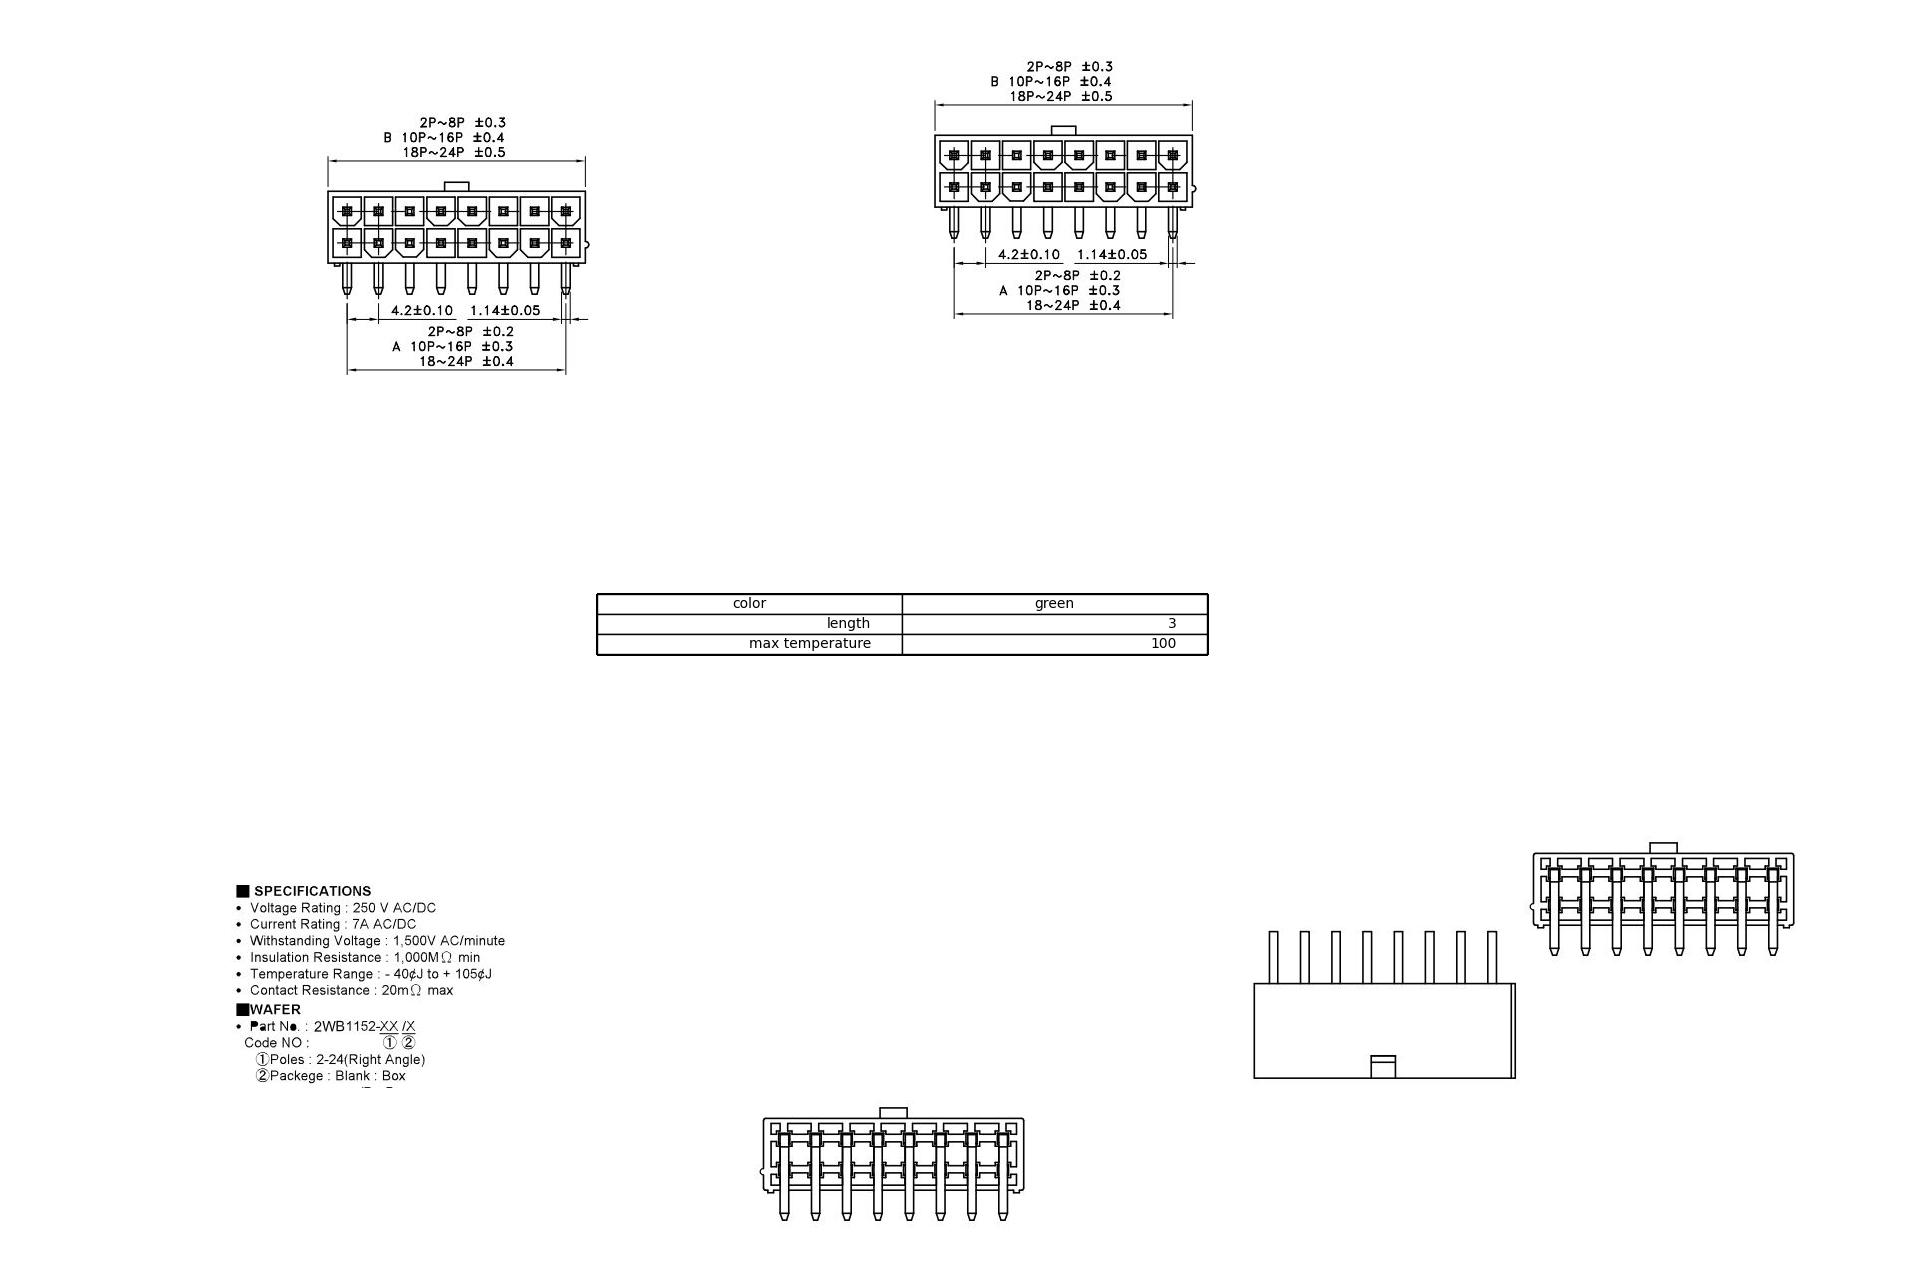 2P~8P ±0.3
B 10P~16P ±0.4
18P~24P ±0.5
4.2±0.10 1.14±0.05
2P~8P ±0.2
A 10P~16P ±0.3
18~24P ±0.4
2P~8P ±0.3
B 10P~16P ±0.4
18P~24P ±0.5
4.2±0.10 1.14±0.05
2P~8P ±0.2
A 10P~16P ±0.3
18~24P ±0.4
color green
length 3
max temperature 100
■ SPECIFICATIONS
• Voltage Rating : 250 V AC/DC
• Current Rating : 7A AC/DC
• Withstanding Voltage : 1,500V AC/minute
• Insulation Resistance : 1,000MΩ min
• Temperature Range : - 40¢J to + 105¢J
• Contact Resistance : 20mΩ max
■WAFER
• Part No. : 2WB1152-XX /X
Code NO : ① ②
①Poles : 2-24(Right Angle)
②Packege : Blank : Box